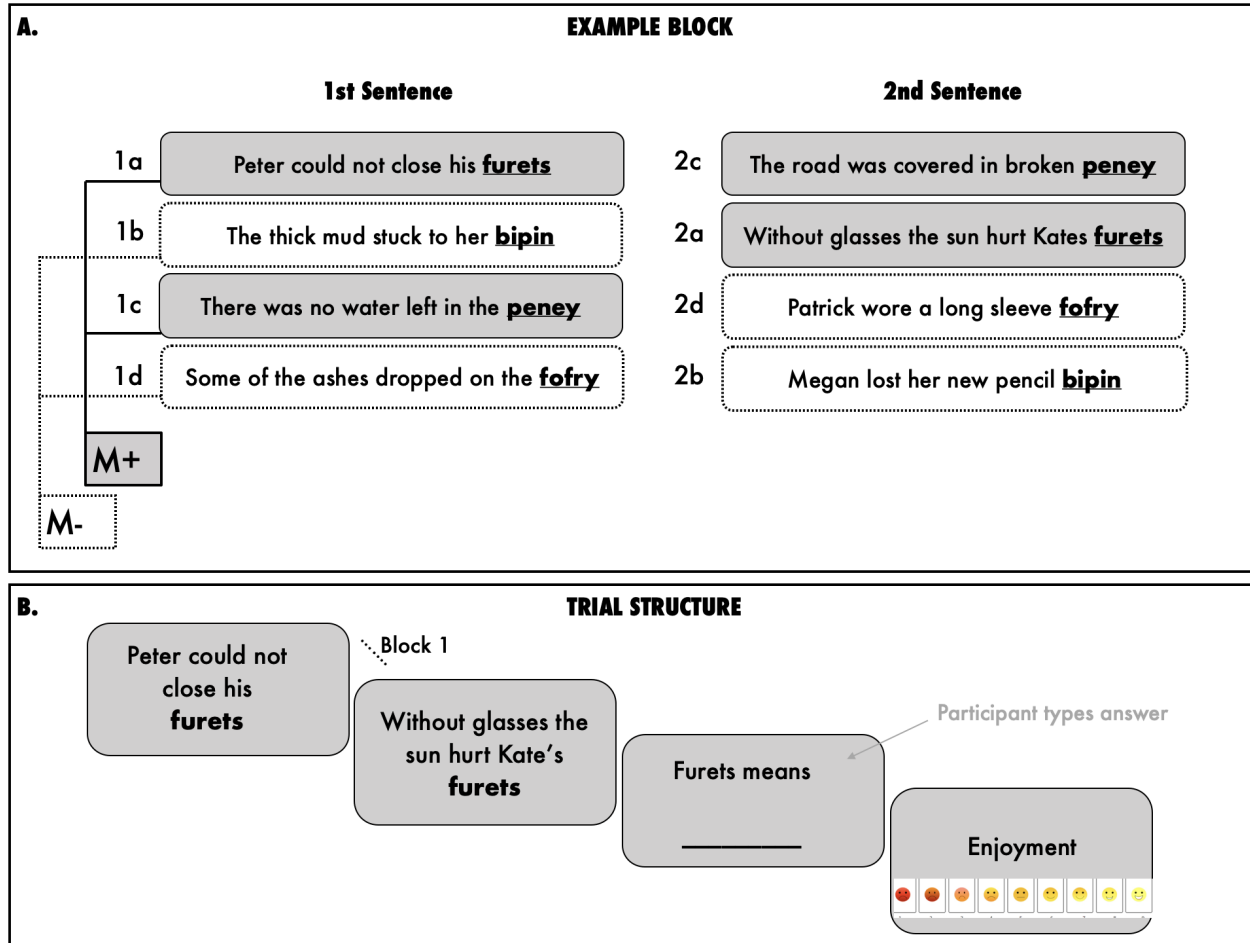 A.
EXAMPLE BLOCK
1st Sentence
2nd Sentence
1a
Peter could not close his furets
2c
The road was covered in broken peney
1b
The thick mud stuck to her bipin
2a
Without glasses the sun hurt Kates furets
1c
There was no water left in the peney
2d
Patrick wore a long sleeve fofry
1d
Some of the ashes dropped on the fofry
2b
Megan lost her new pencil bipin
M+
M-
B.
TRIAL STRUCTURE
Peter could not
close his
furets
Block 1
Without glasses the
sun hurt Kate's
furets
Participant types answer
Furets means
Enjoyment